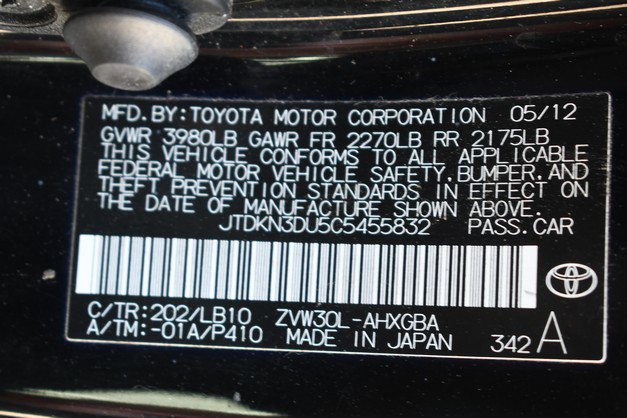 MFD.BY:TOYOTA MOTOR CORPORATION 05/12
GVWR 3980LB GAWR FR 2270LB RR 2175LB
THIS VEHICLE CONFORMS TO ALL APPLICABLE
FEDERAL MOTOR VEHICLE SAFETY,BUMPER,AND
THEFT PREVENTION STANDARDS IN EFFECT ON
THE DATE OF MANUFACTURE SHOWN ABOVE.
JTDKN3DU5C5455832 PASS.CAR
C/TR:202/LB10 ZVW30L-AHXGBA
A/TM:-01A/P410 MADE IN JAPAN 342 A